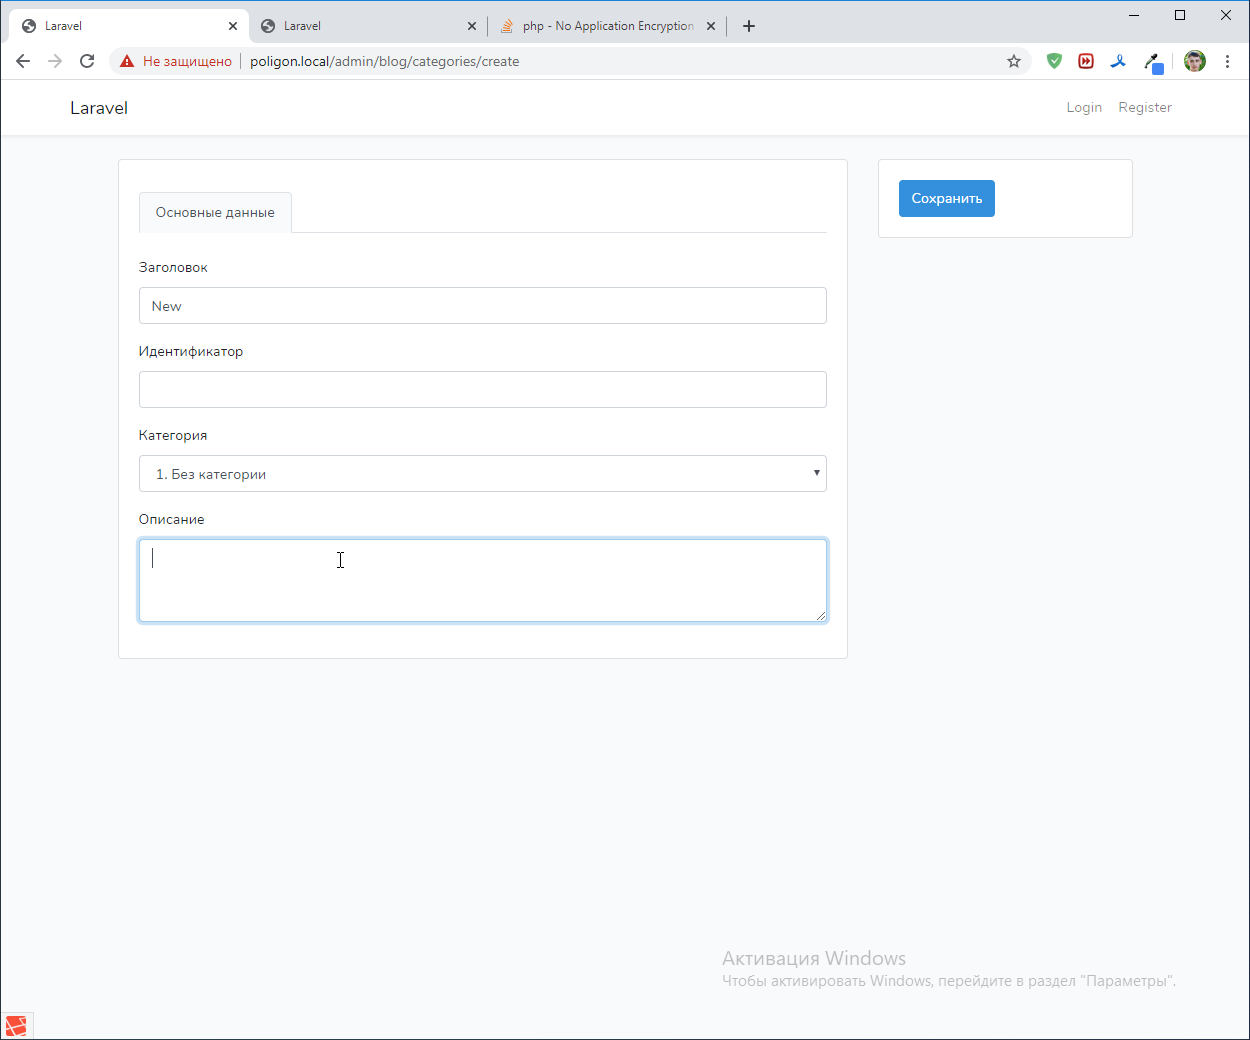 Laravel
Laravel
php - No Application Encryption
Не защищено
poligon.local/admin/blog/categories/create
Laravel
Login
Register
Основные данные
Сохранить
Заголовок
New
Идентификатор
Категория
1. Без категории
Описание
Активация Windows
Чтобы активировать Windows, перейдите в раздел "Параметры".